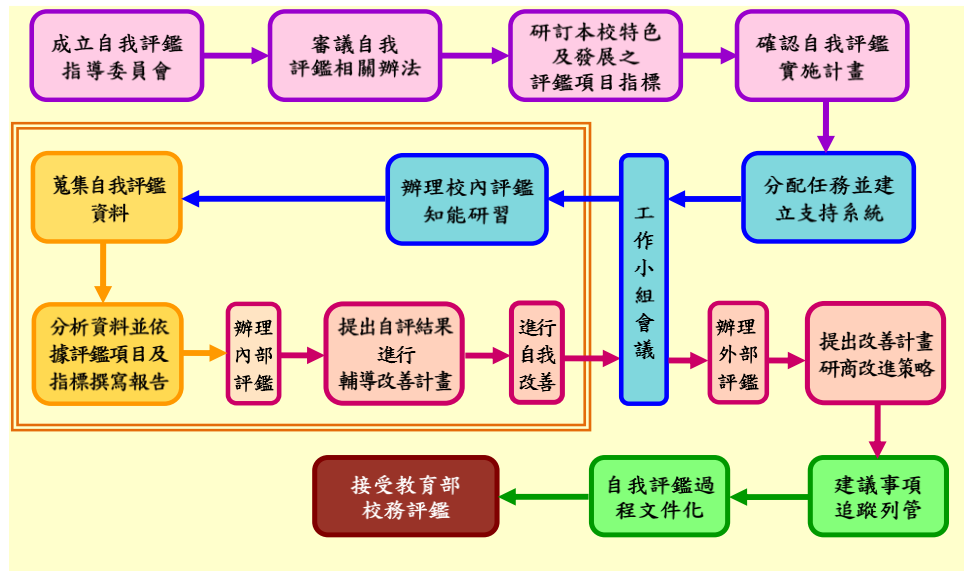 成立自我評鑑
指導委員會
審議自我
評鑑相關辦法
研訂本校特色
及發展之
評鑑項目指標
確認自我評鑑
實施計畫
分配任務並建
立支持系統
工作小組會議
辦理校內評鑑
知能研習
蒐集自我評鑑
資料
分析資料並依
據評鑑項目及
指標撰寫報告
辦理
內部
評鑑
提出自評結果
進行
輔導改善計畫
進行
自我
改善
辦理
外部
評鑑
提出改善計畫
研商改進策略
建議事項
追蹤列管
自我評鑑過
程文件化
接受教育部
校務評鑑